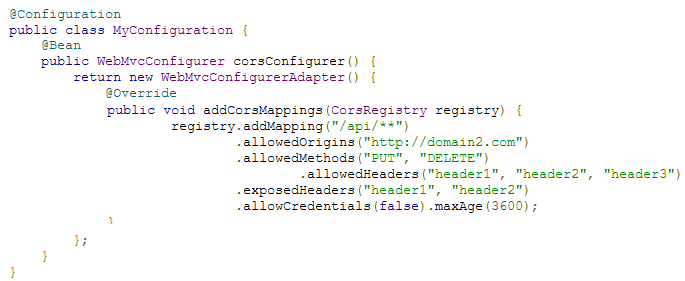 @Configuration
public class MyConfiguration {
@Bean
public WebMvcConfigurer corsConfigurer() {
return new WebMvcConfigurerAdapter() {
@Override
public void addCorsMappings(CorsRegistry registry) {
registry.addMapping("/api/**")
.allowedOrigins("http://domain2.com")
.allowedMethods("PUT", "DELETE")
.allowedHeaders("header1", "header2", "header3")
.exposedHeaders("header1", "header2")
.allowCredentials(false).maxAge(3600);
}
};
}
}